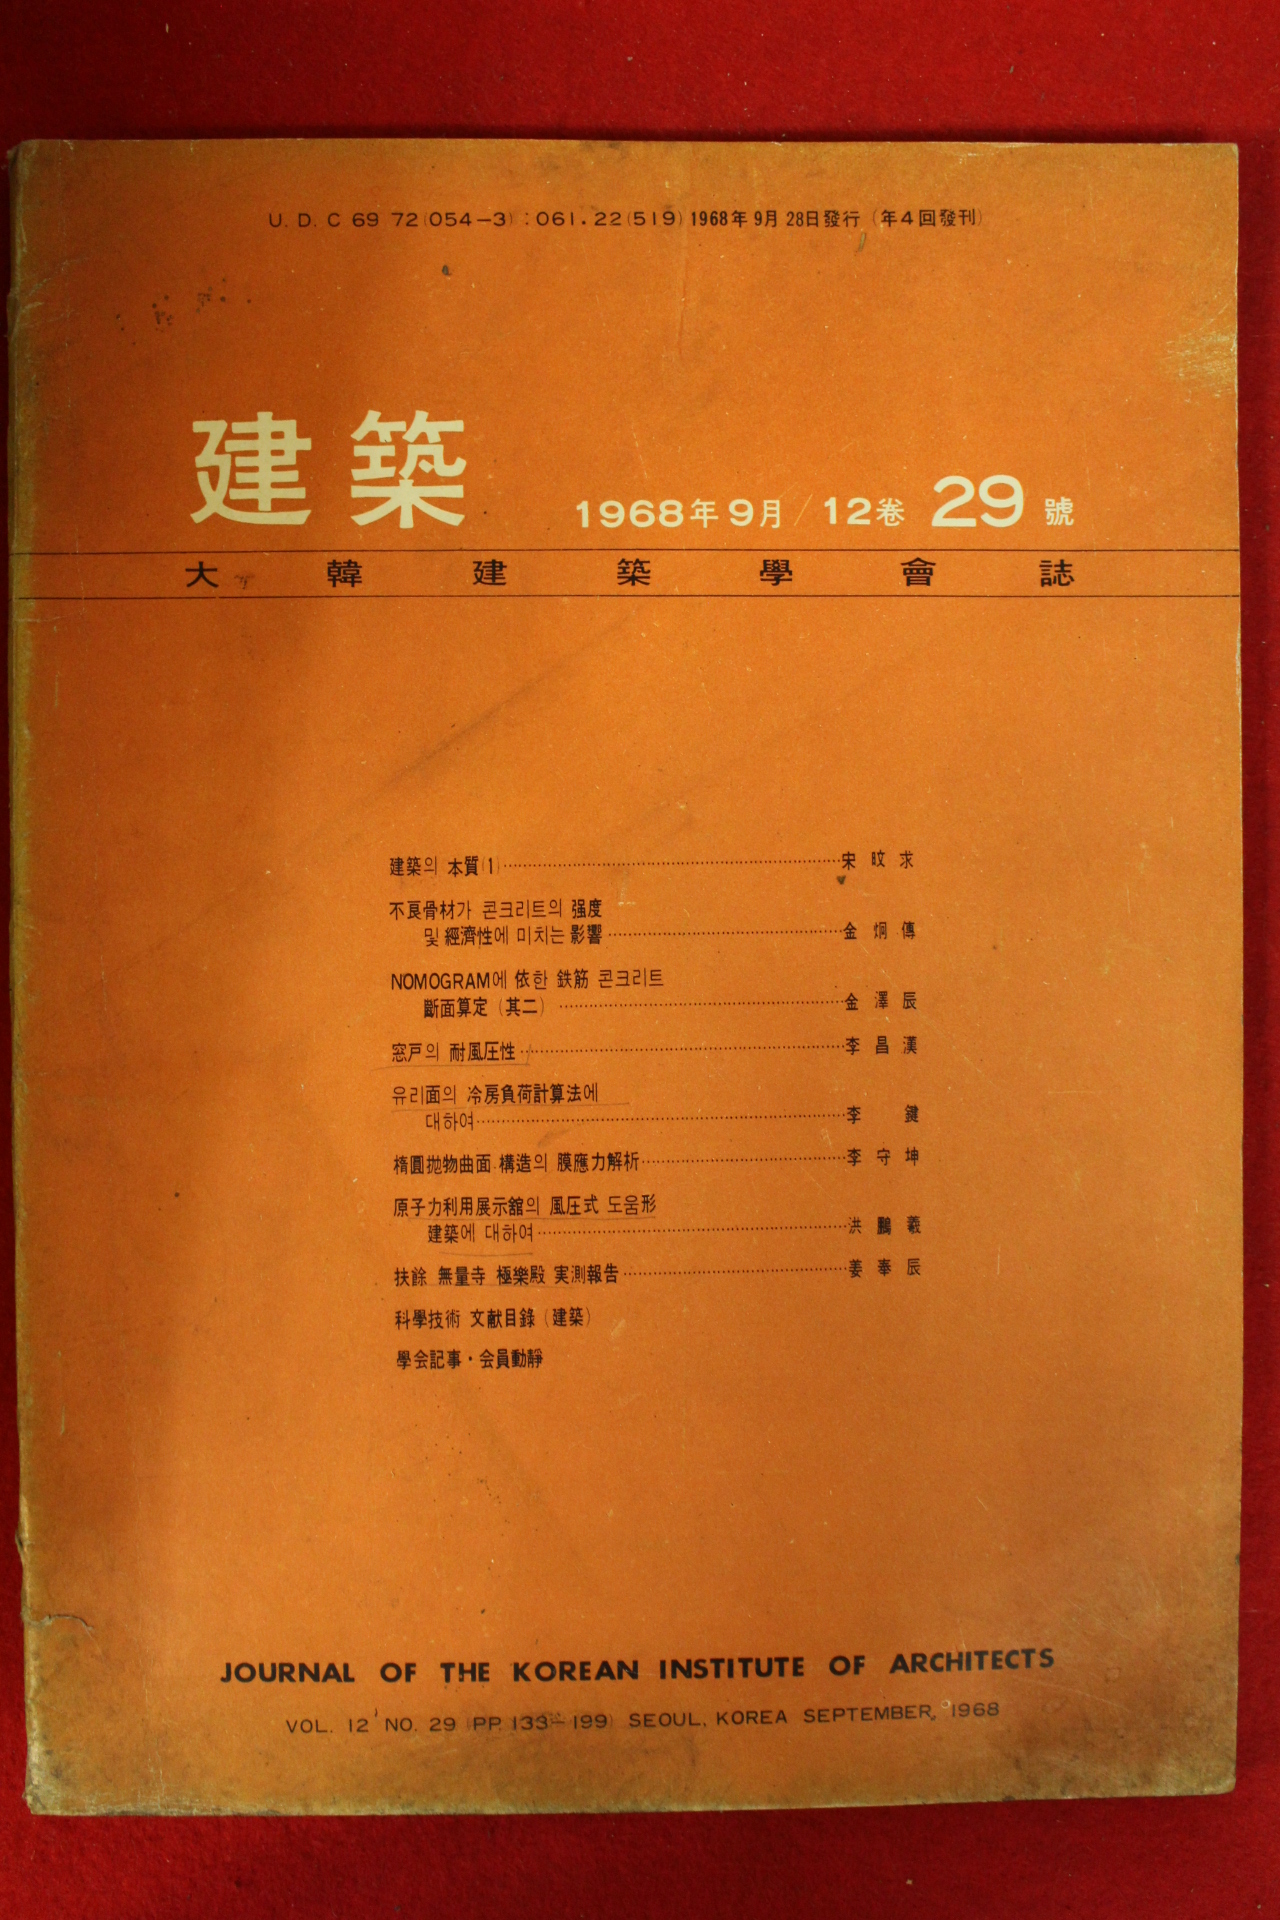 U. D. C 69 72(054-3) : 061. 22(519) 1968年 9月 28日發行 (年4回發刊)
建築 1968年 9月 / 12卷 29 號
大韓建築學會誌
建築의 本質(1)…………宋 旼 求
不良骨材가 콘크리트의 强度
및 經濟性에 미치는 影響…………金 炯 傳
NOMOGRAM에 依한 鉄筋 콘크리트
斷面算定 (其二) …………金 澤 辰
窓戸의 耐風圧性…………李 昌 漢
유리面의 冷房負荷計算法에
대하여…………李 鍵
楕圓抛物曲面 構造의 膜應力解析…………李 守 坤
原子力利用展示舘의 風圧式 도움形
建築에 대하여…………洪 鵬 羲
扶餘 無量寺 極樂殿 実測報告…………姜 奉 辰
科學技術 文献目錄 (建築)
學会記事·会員動靜
JOURNAL OF THE KOREAN INSTITUTE OF ARCHITECTS
VOL. 12 NO. 29 (PP. 133-199) SEOUL, KOREA SEPTEMBER, 1968